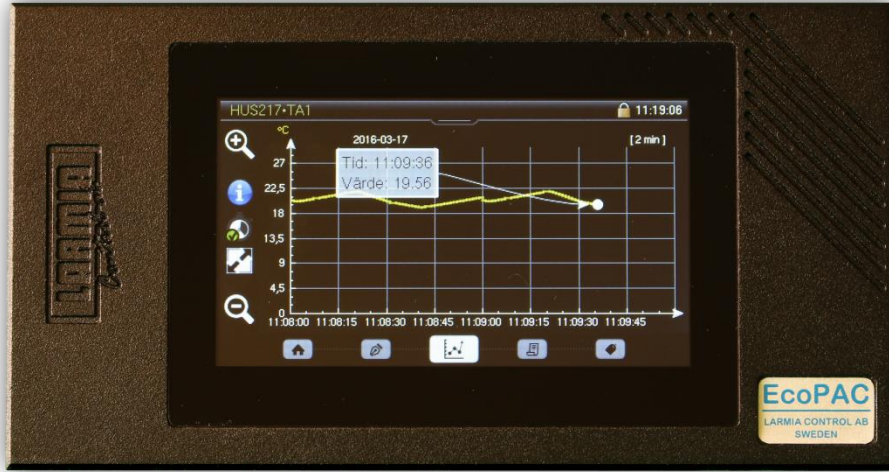 HUS217•TA1
11:19:06
°C
2016-03-17
[ 2 min ]
Tid: 11:09:36
Värde: 19.56
27
22,5
18
13,5
9
4,5
0
11:08:00 11:08:15 11:08:30 11:08:45 11:09:00 11:09:15 11:09:30 11:09:45
LARMIA
Control
EcoPAC
LARMIA CONTROL AB
SWEDEN